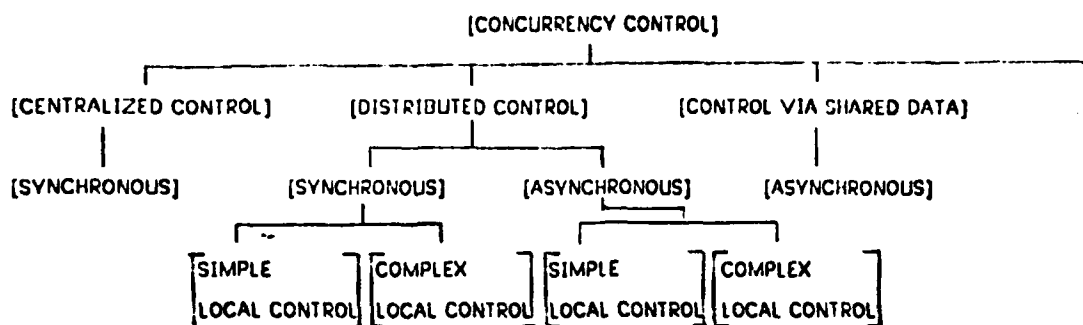 [CONCURRENCY CONTROL]
[CENTRALIZED CONTROL] [DISTRIBUTED CONTROL] [CONTROL VIA SHARED DATA]
[SYNCHRONOUS] [SYNCHRONOUS] [ASYNCHRONOUS] [ASYNCHRONOUS]
SIMPLE COMPLEX SIMPLE COMPLEX
LOCAL CONTROL LOCAL CONTROL LOCAL CONTROL LOCAL CONTROL